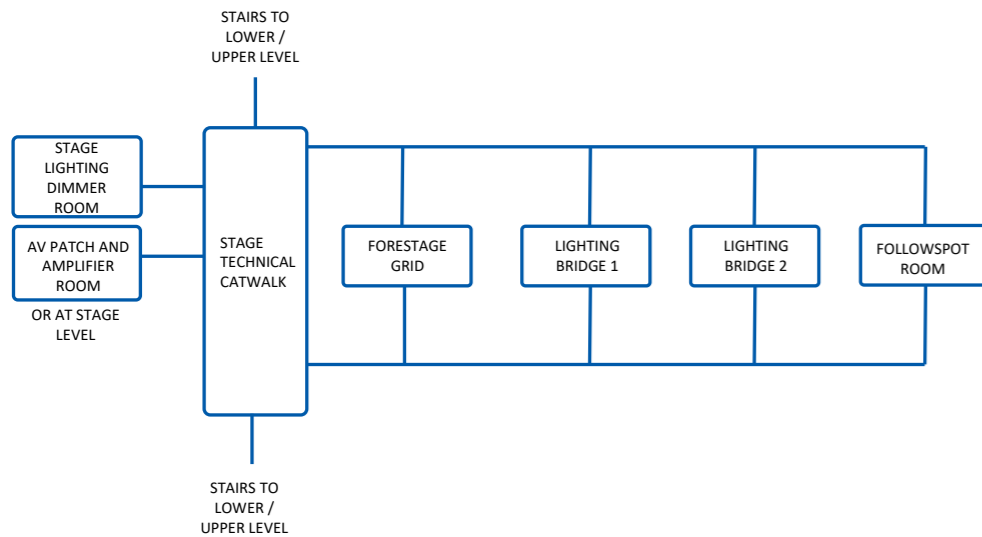 STAIRS TO
LOWER /
UPPER LEVEL
STAGE
LIGHTING
DIMMER
ROOM
AV PATCH AND
AMPLIFIER
ROOM
OR AT STAGE
LEVEL
STAGE
TECHNICAL
CATWALK
FORESTAGE
GRID
LIGHTING
BRIDGE 1
LIGHTING
BRIDGE 2
FOLLOWSPOT
ROOM
STAIRS TO
LOWER /
UPPER LEVEL